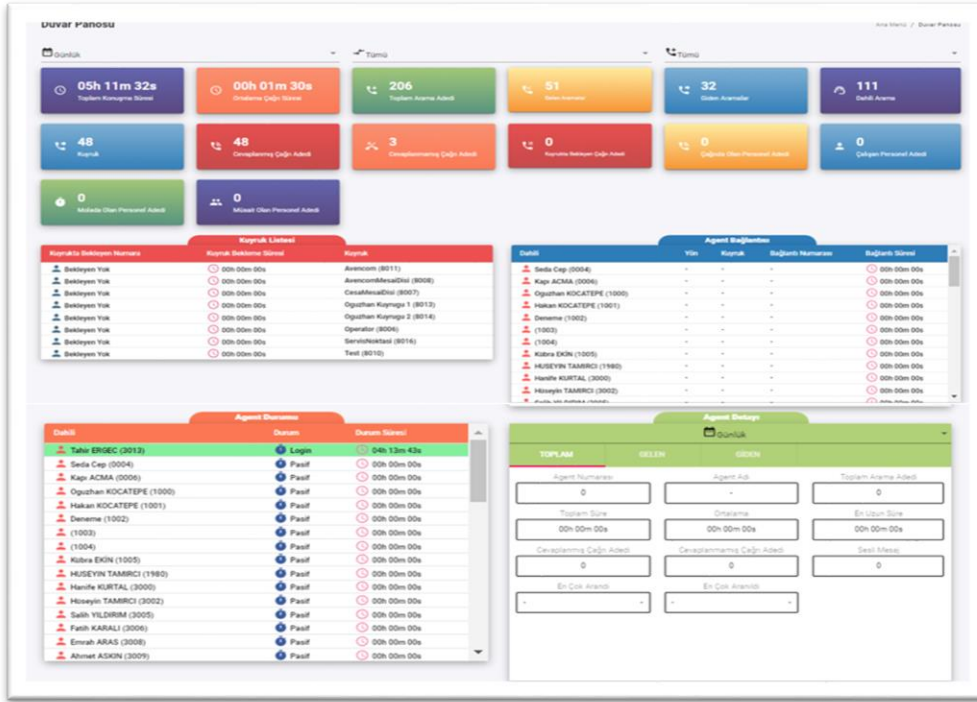 Duvar Panosu
Ana Menü / Duvar Panosu
Günlük
Tümü
Tümü
05h 11m 32s
Toplam Konuşma Süresi
00h 01m 30s
Ortalama Çağrı Süresi
206
Toplam Arama Adedi
51
Gelen Aramalar
32
Giden Aramalar
111
Dahili Arama
48
Kuyruk
48
Cevaplanmış Çağrı Adedi
3
Cevaplanmamış Çağrı Adedi
0
Kuyrukta Bekleyen Çağrı Adedi
0
Çağrıda Olan Personel Adedi
0
Çalışan Personel Adedi
0
Molada Olan Personel Adedi
0
Müsait Olan Personel Adedi
Kuyruk Listesi
Kuyrukta Bekleyen Numara Kuyruk Bekleme Süresi Kuyruk
Bekleyen Yok 00h 00m 00s Avencom (8011)
Bekleyen Yok 00h 00m 00s AvencomMesaiDisi (8008)
Bekleyen Yok 00h 00m 00s CesaMesaiDisi (8007)
Bekleyen Yok 00h 00m 00s Oguzhan Kuyrugu 1 (8013)
Bekleyen Yok 00h 00m 00s Oguzhan Kuyrugu 2 (8014)
Bekleyen Yok 00h 00m 00s Operator (8006)
Bekleyen Yok 00h 00m 00s ServisNoktasi (8016)
Bekleyen Yok 00h 00m 00s Test (8010)
Agent Bağlantısı
Dahili Yön Kuyruk Bağlantı Numarası Bağlantı Süresi
Seda Cep (0004) - - - 00h 00m 00s
Kapı ACMA (0006) - - - 00h 00m 00s
Oguzhan KOCATEPE (1000) - - - 00h 00m 00s
Hakan KOCATEPE (1001) - - - 00h 00m 00s
Deneme (1002) - - - 00h 00m 00s
(1003) - - - 00h 00m 00s
(1004) - - - 00h 00m 00s
Kübra EKİN (1005) - - - 00h 00m 00s
HUSEYIN TAMIRCI (1980) - - - 00h 00m 00s
Hanife KURTAL (3000) - - - 00h 00m 00s
Hüseyin TAMIRCI (3002) - - - 00h 00m 00s
Agent Durumu
Dahili Durum Durum Süresi
Tahir ERGEC (3013) Login 04h 13m 43s
Seda Cep (0004) Pasif 00h 00m 00s
Kapı ACMA (0006) Pasif 00h 00m 00s
Oguzhan KOCATEPE (1000) Pasif 00h 00m 00s
Hakan KOCATEPE (1001) Pasif 00h 00m 00s
Deneme (1002) Pasif 00h 00m 00s
(1003) Pasif 00h 00m 00s
(1004) Pasif 00h 00m 00s
Kübra EKİN (1005) Pasif 00h 00m 00s
HUSEYIN TAMIRCI (1980) Pasif 00h 00m 00s
Hanife KURTAL (3000) Pasif 00h 00m 00s
Hüseyin TAMIRCI (3002) Pasif 00h 00m 00s
Salih YILDIRIM (3005) Pasif 00h 00m 00s
Fatih KARALI (3006) Pasif 00h 00m 00s
Emrah ARAS (3008) Pasif 00h 00m 00s
Ahmet ASKIN (3009) Pasif 00h 00m 00s
Agent Detayı
Günlük
TOPLAM GELEN GİDEN
Agent Numarası Agent Adı Toplam Arama Adedi
0 - 0
Toplam Süre Ortalama En Uzun Süre
00h 00m 00s 00h 00m 00s 00h 00m 00s
Cevaplanmış Çağrı Adedi Cevaplanmamış Çağrı Adedi Sesli Mesaj
0 0 0
En Çok Arandı En Çok Aranıldı
- - - -